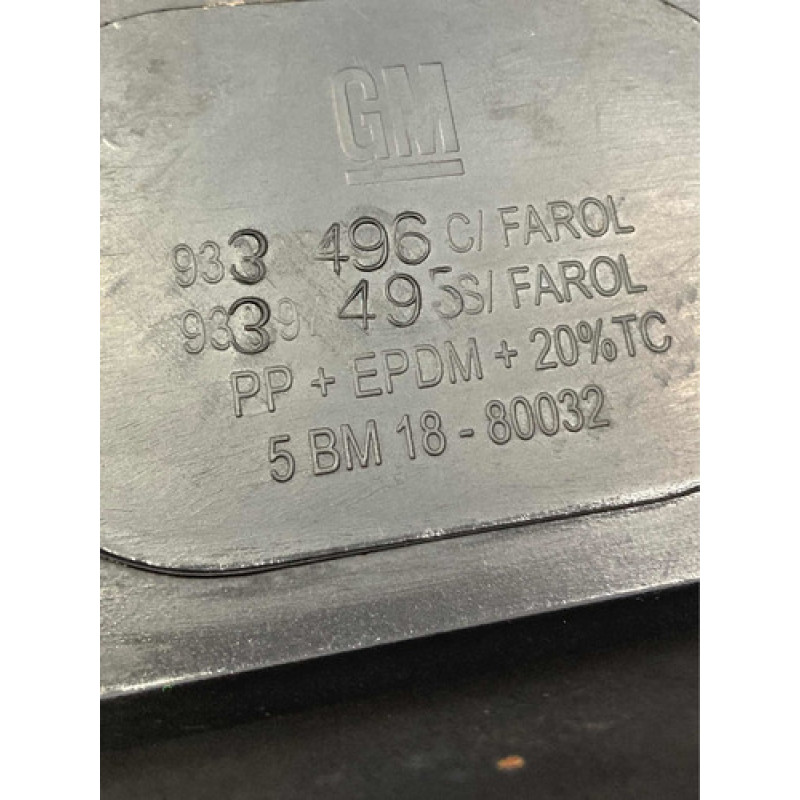 GM
933 496 C/ FAROL
933 495 S/ FAROL
PP + EPDM + 20%TC
5 BM 18 - 80032